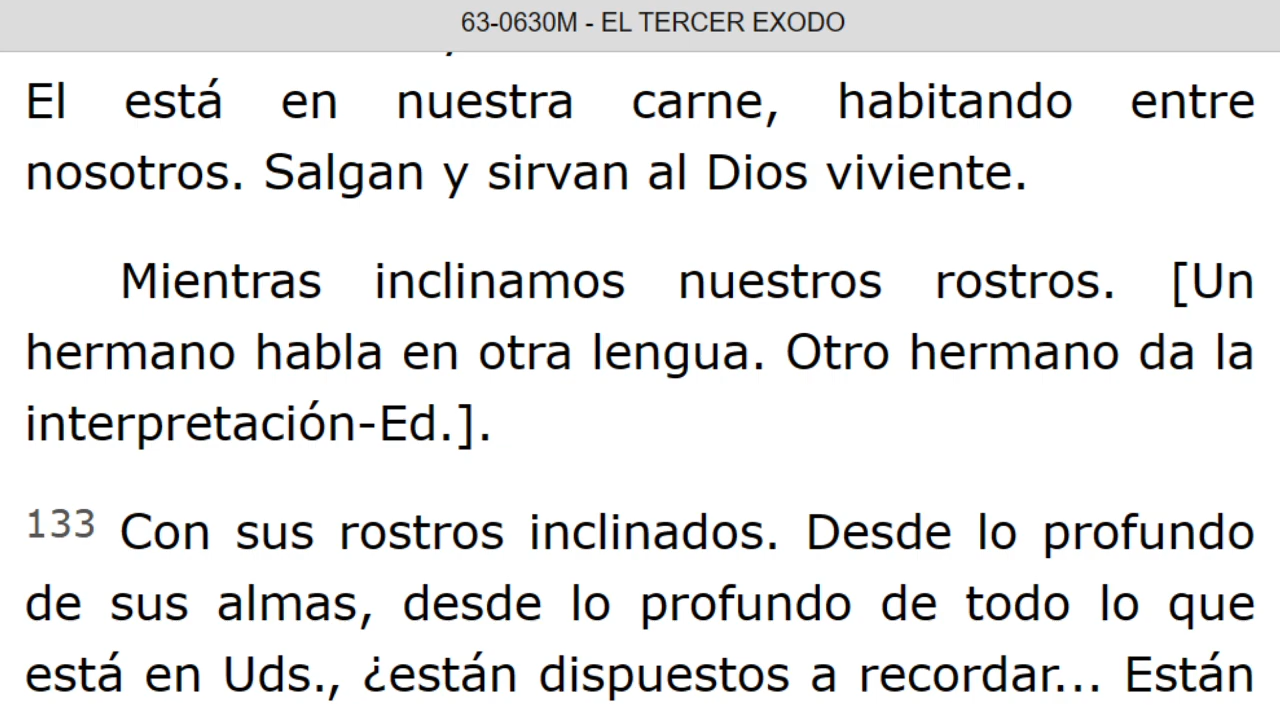 63-0630M - EL TERCER EXODO
El está en nuestra carne, habitando entre
nosotros. Salgan y sirvan al Dios viviente.
Mientras inclinamos nuestros rostros. [Un
hermano habla en otra lengua. Otro hermano da la
interpretación-Ed.].
133 Con sus rostros inclinados. Desde lo profundo
de sus almas, desde lo profundo de todo lo que
está en Uds., ¿están dispuestos a recordar... Están